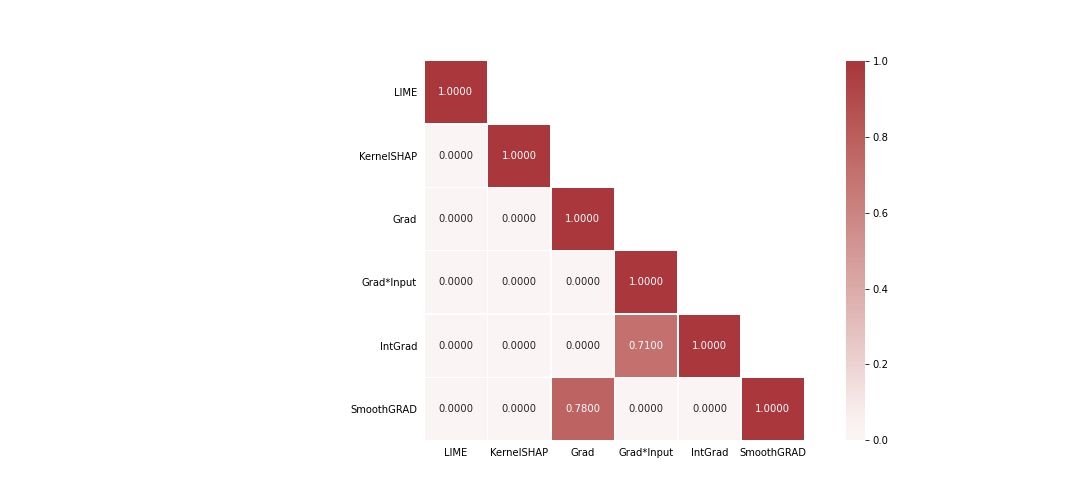 1.0
LIME 1.0000
0.8
KernelSHAP 0.0000 1.0000
Grad 0.0000 0.0000 1.0000
0.6
Grad*Input 0.0000 0.0000 0.0000 1.0000
0.4
IntGrad 0.0000 0.0000 0.0000 0.7100 1.0000
0.2
SmoothGRAD 0.0000 0.0000 0.7800 0.0000 0.0000 1.0000
0.0
LIME KernelSHAP Grad Grad*Input IntGrad SmoothGRAD